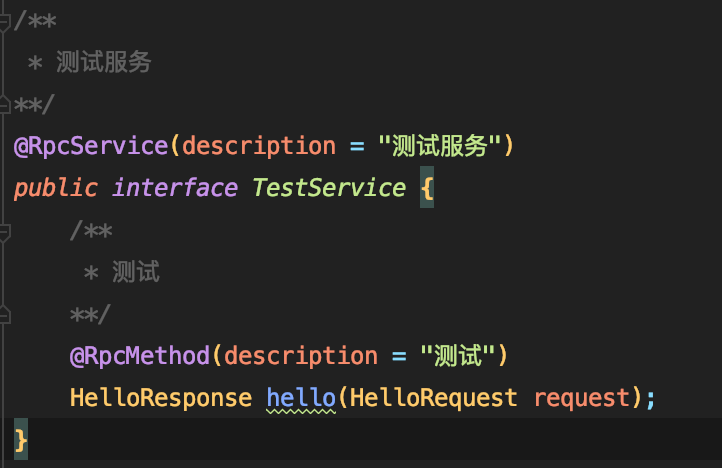 /**
 * 测试服务
**/
@RpcService(description = "测试服务")
public interface TestService {
    /**
     * 测试
    **/
    @RpcMethod(description = "测试")
    HelloResponse hello(HelloRequest request);
}